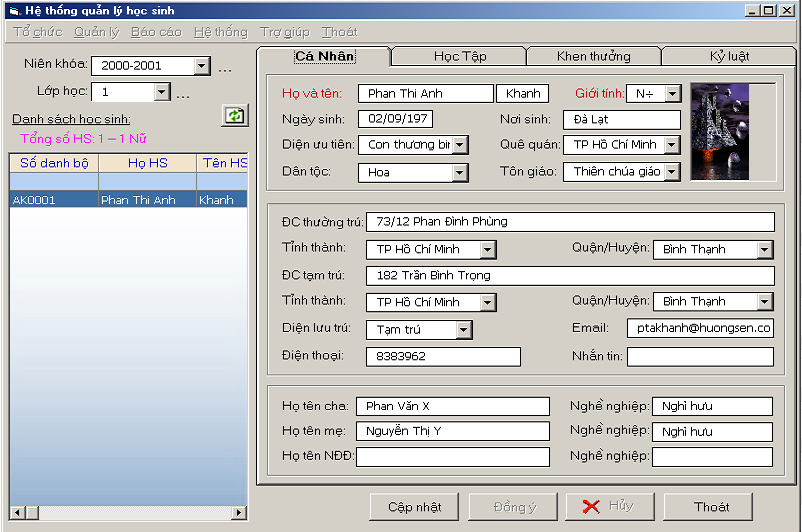 Hệ thống quản lý học sinh
Tổ chức Quản lý Báo cáo Hệ thống Trợ giúp Thoát
Niên khóa: 2000-2001 ...
Lớp học: 1 ...
Danh sách học sinh:
Tổng số HS: 1 – 1 Nữ
Số danh bộ Họ HS Tên HS
AK0001 Phan Thi Anh Khanh
Cá Nhân Học Tập Khen thưởng Kỷ luật
Họ và tên: Phan Thi Anh Khanh Giới tính: N÷
Ngày sinh: 02/09/197 Nơi sinh: Đà Lạt
Diện ưu tiên: Con thương bir Quê quán: TP Hồ Chí Minh
Dân tộc: Hoa Tôn giáo: Thiên chúa giáo
ĐC thường trú: 73/12 Phan Đình Phùng
Tỉnh thành: TP Hồ Chí Minh Quận/Huyện: Bình Thạnh
ĐC tạm trú: 182 Trần Bình Trọng
Tỉnh thành: TP Hồ Chí Minh Quận/Huyện: Bình Thạnh
Diện lưu trú: Tạm trú Email: ptakhanh@huongsen.co
Điện thoại: 8383962 Nhắn tin:
Họ tên cha: Phan Văn X Nghề nghiệp: Nghỉ hưu
Họ tên mẹ: Nguyễn Thị Y Nghề nghiệp: Nghỉ hưu
Họ tên NĐĐ: Nghề nghiệp:
Cập nhật Đồng ý Hủy Thoát